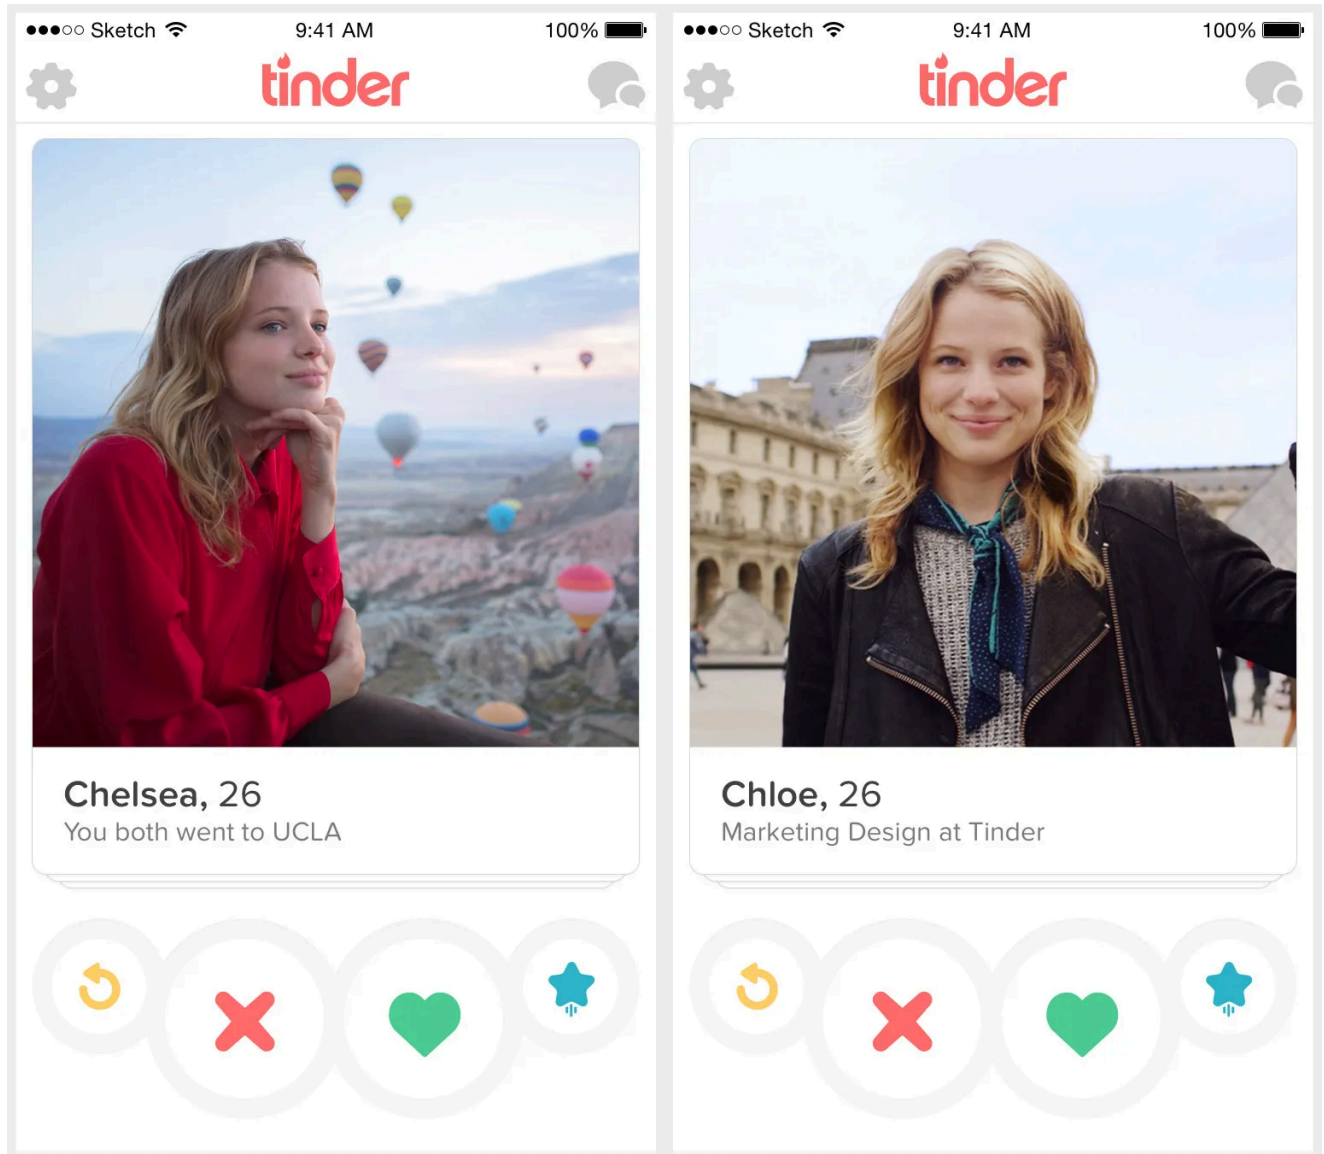 Sketch 9:41 AM 100%
tinder
Chelsea, 26
You both went to UCLA
Sketch 9:41 AM 100%
tinder
Chloe, 26
Marketing Design at Tinder